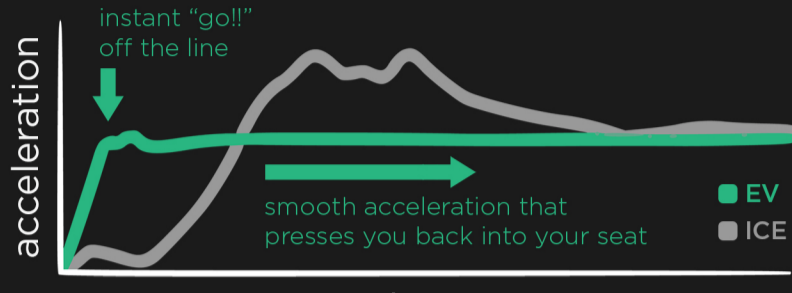 instant “go!!”
off the line
acceleration
smooth acceleration that
presses you back into your seat
EV
ICE